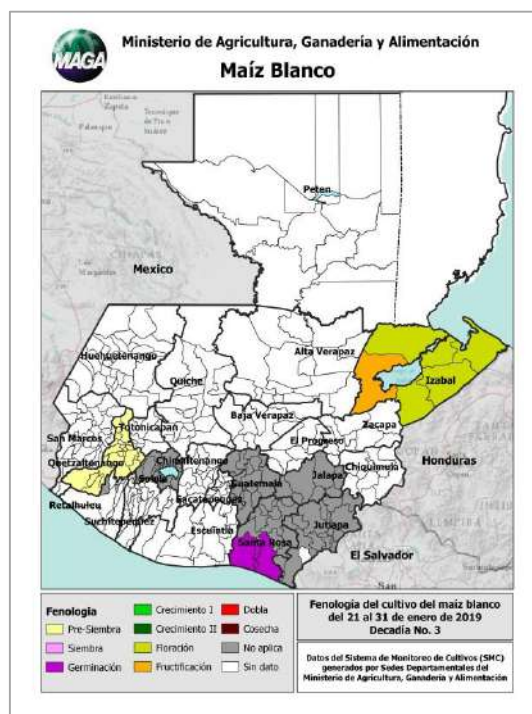 MAGA
Ministerio de Agricultura, Ganadería y Alimentación
Maíz Blanco
Peten
Mexico
Alta Verapaz
Huehuetenango
Quiche
Izabal
Baja Verapaz
Zacapa
San Marcos
Totonicapan
El Progreso
Quetzaltenango
Chimaltenango
Honduras
Solola
Guatemala
Jalapa
Chiquimula
Sacatepequez
Retalhuleu
Suchitepequez
Escuintla
Jutiapa
Santa Rosa
El Salvador
San
Fenología
Pre-Siembra
Siembra
Germinación
Crecimiento I
Crecimiento II
Floración
Fructificación
Dobla
Cosecha
No aplica
Sin dato
Fenología del cultivo del maíz blanco
del 21 al 31 de enero de 2019
Decadía No. 3
Datos del Sistema de Monitoreo de Cultivos (SMC)
generados por Sedes Departamentales del
Ministerio de Agricultura, Ganadería y Alimentación